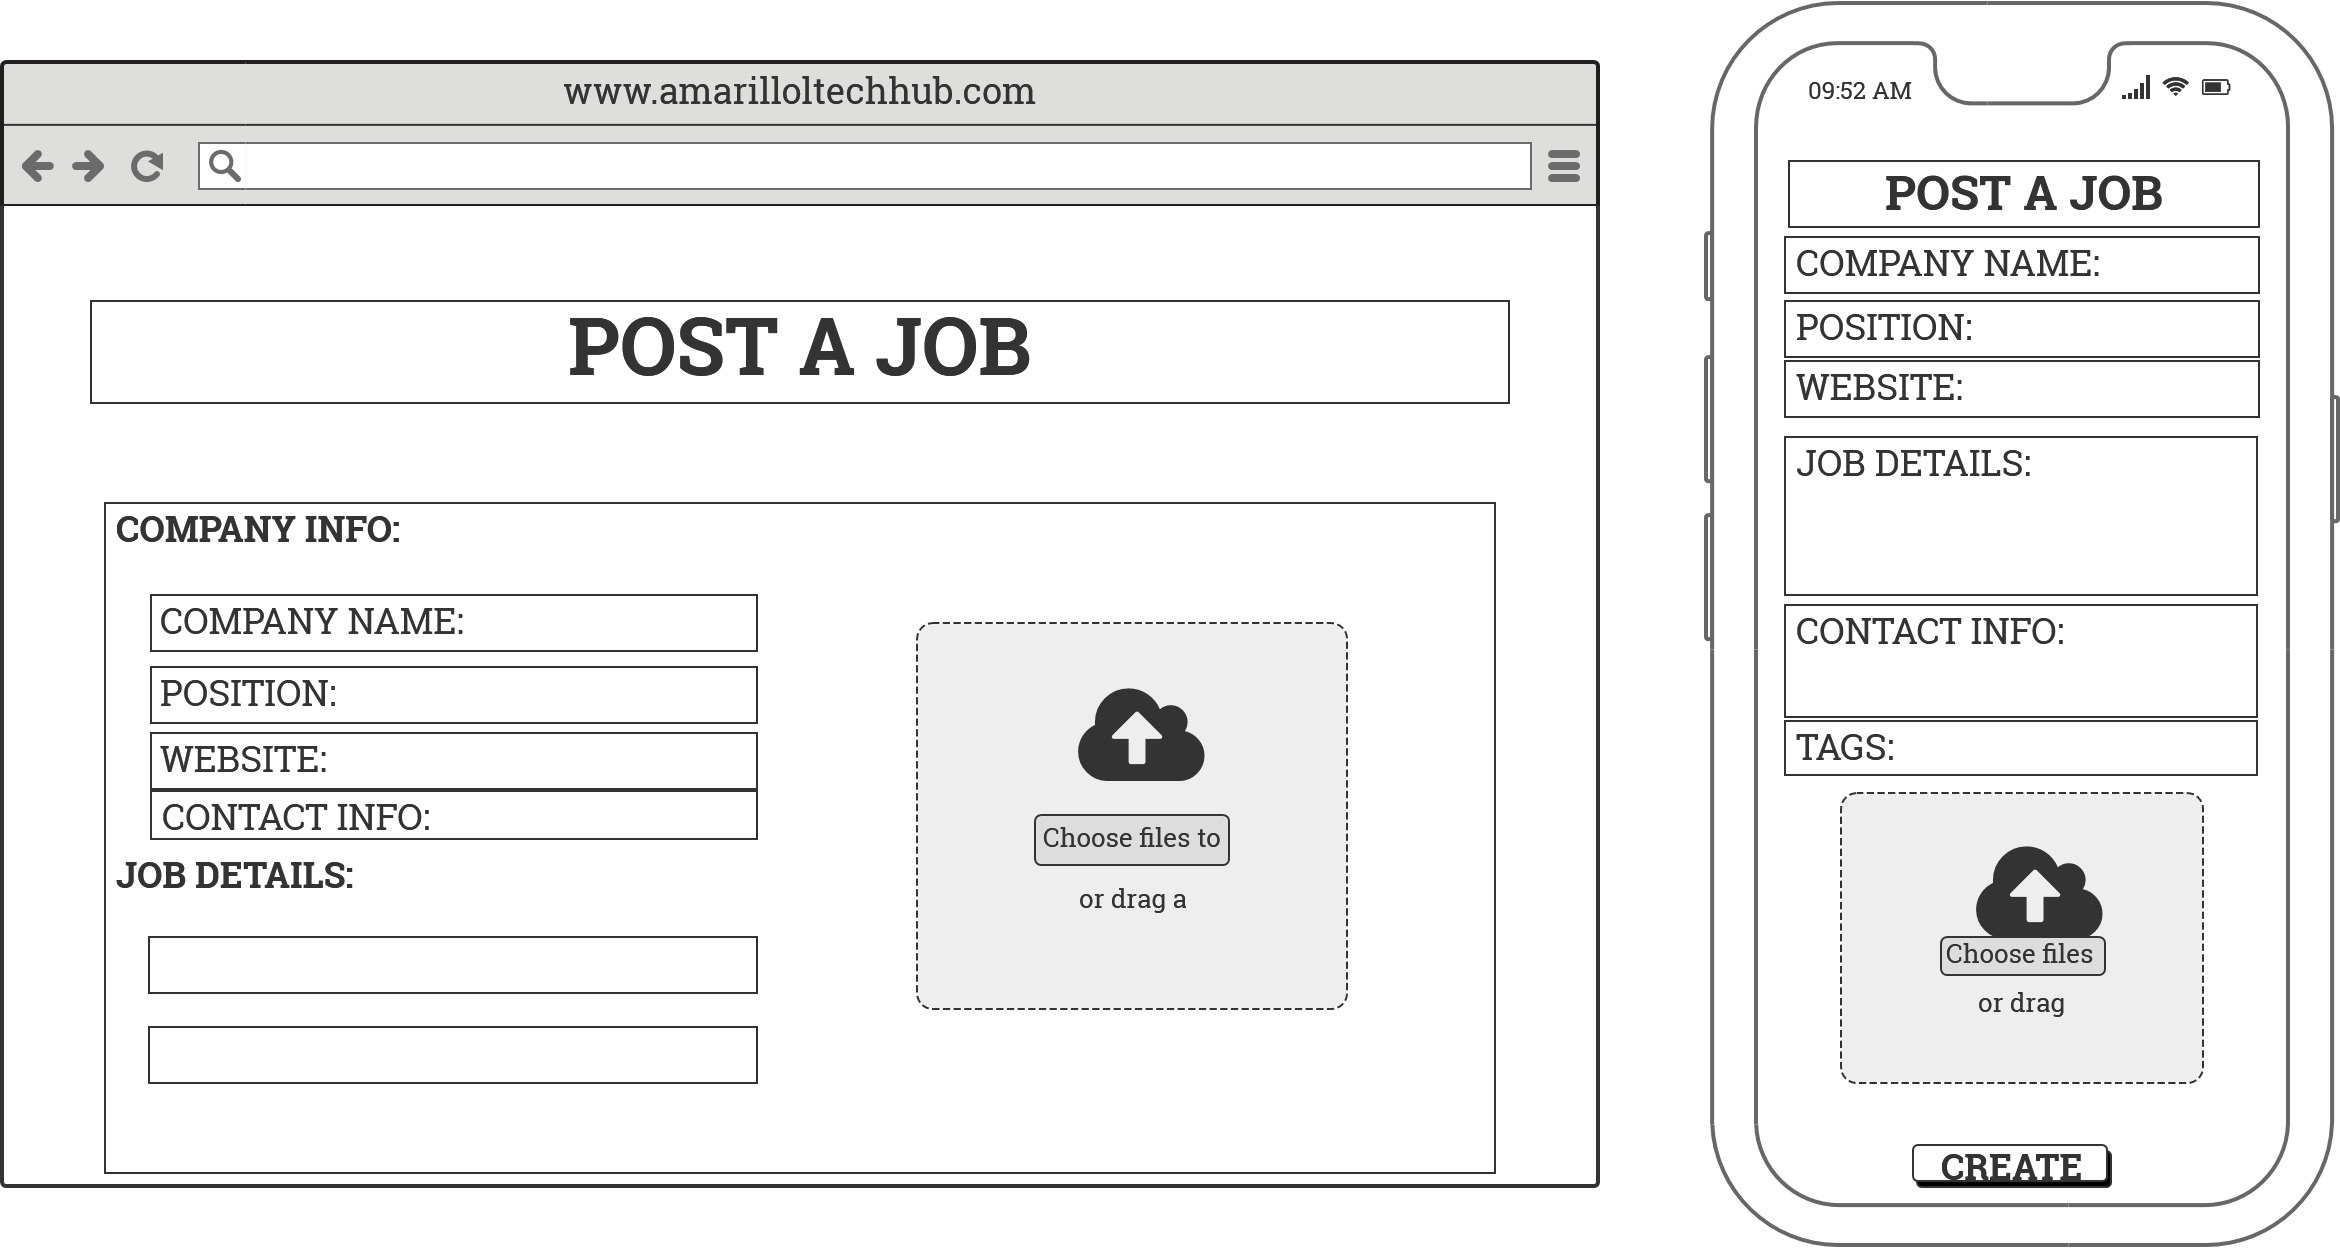 www.amarilloltechhub.com
POST A JOB
COMPANY INFO:
COMPANY NAME:
POSITION:
WEBSITE:
CONTACT INFO:
JOB DETAILS:
Choose files to
or drag a
09:52 AM
POST A JOB
COMPANY NAME:
POSITION:
WEBSITE:
JOB DETAILS:
CONTACT INFO:
TAGS:
Choose files
or drag
CREATE